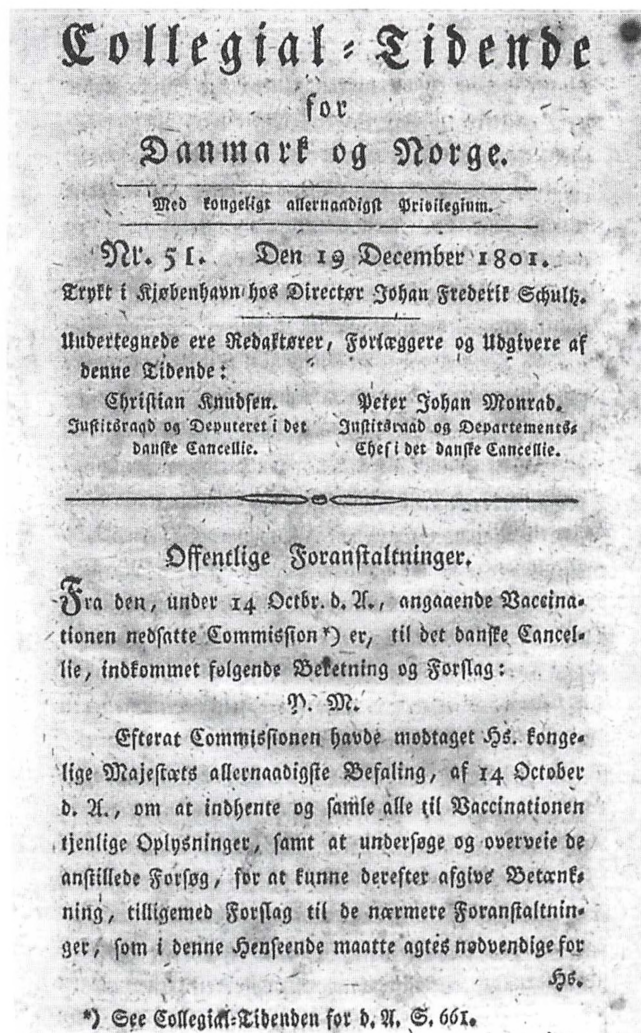 Collegial-Tidende
for
Danmark og Norge.
Med kongeligt allernaadigst Privilegium.
Nr. 51. Den 19 December 1801.
Trykt i Kjøbenhavn hos Directør Johan Frederik Schultz.
Undertegnede ere Redaktører, Forlæggere og Udgivere af
denne Tidende:
Christian Knudsen. Peter Johan Monrad.
Justitsraad og Deputeret i det Justitsraad og Departements-
danske Cancellie. Chef i det danske Cancellie.
Offentlige Foranstaltninger.
Fra den, under 14 Octbr. d. A., angaaende Vaccina-
tionen nedsatte Commission*) er, til det danske Cancel-
lie, indkommet følgende Beretning og Forslag:
P. M.
Efterat Commissionen havde modtaget Hs. konge-
lige Majestæts allernaadigste Befaling, af 14 October
d. A., om at indhente og samle alle til Vaccinationen
tjenlige Oplysninger, samt at undersøge og overveie de
anstillede Forsøg, for at kunne derefter afgive Betænk-
ning, tilligemed Forslag til de nærmere Foranstaltnin-
ger, som i denne Henseende maatte agtes nødvendige for
Hs.
*) See Collegial-Tidenden for d. A. S. 661.